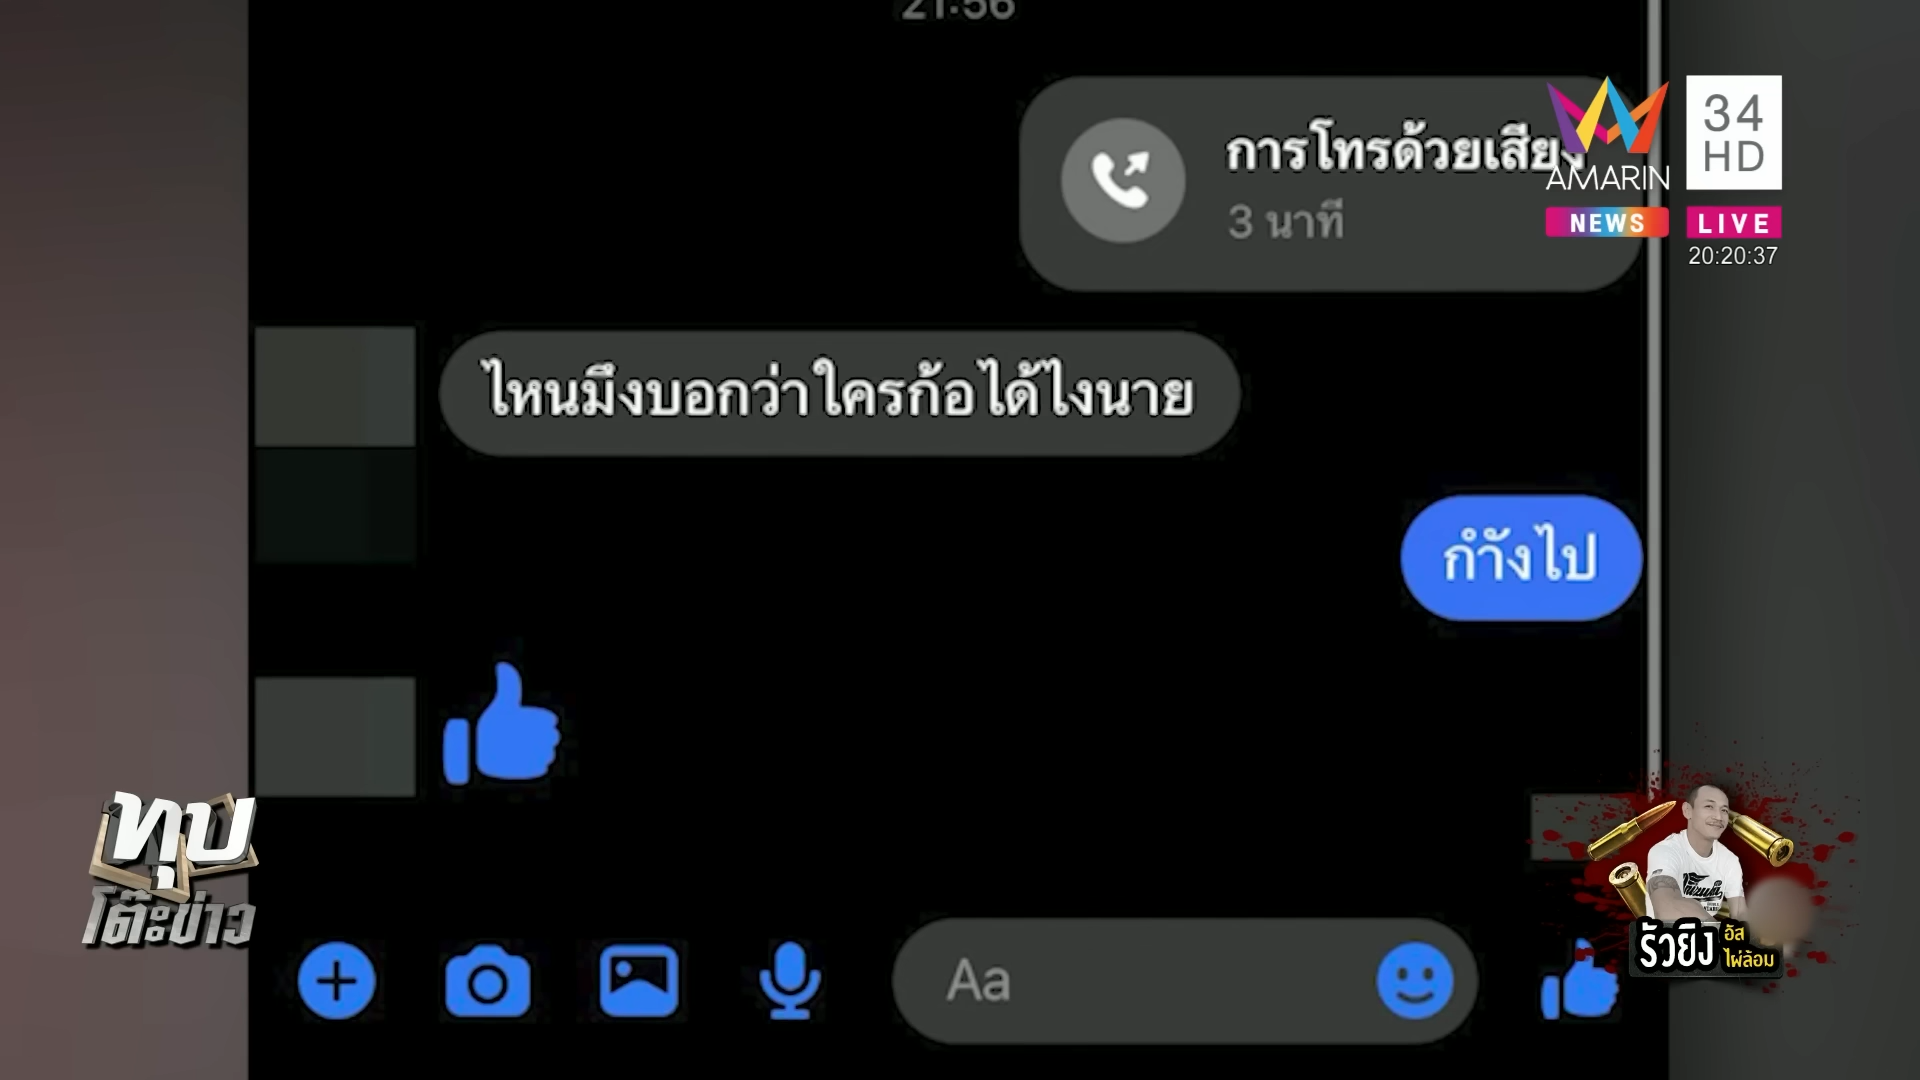 21:56
การโทรด้วยเสียง
3 นาที
AMARIN
NEWS
34
HD
LIVE
20:20:37
ไหนมึงบอกว่าใครก้อได้ไงนาย
กำังไป
ทุบ
โต๊ะข่าว
Aa
รัวยิง
อัส
ไผ่ล้อม